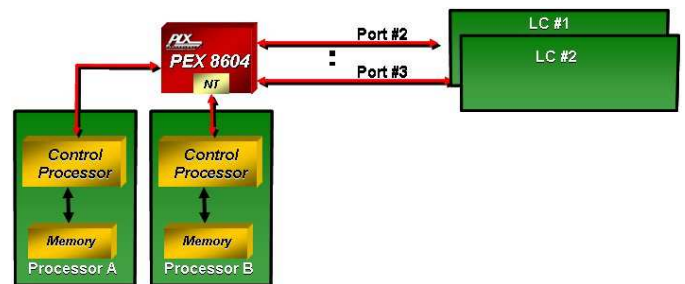 PLX
PEX 8604
NT
Port #2
:
Port #3
LC #1
LC #2
Control
Processor
Memory
Processor A
Control
Processor
Memory
Processor B